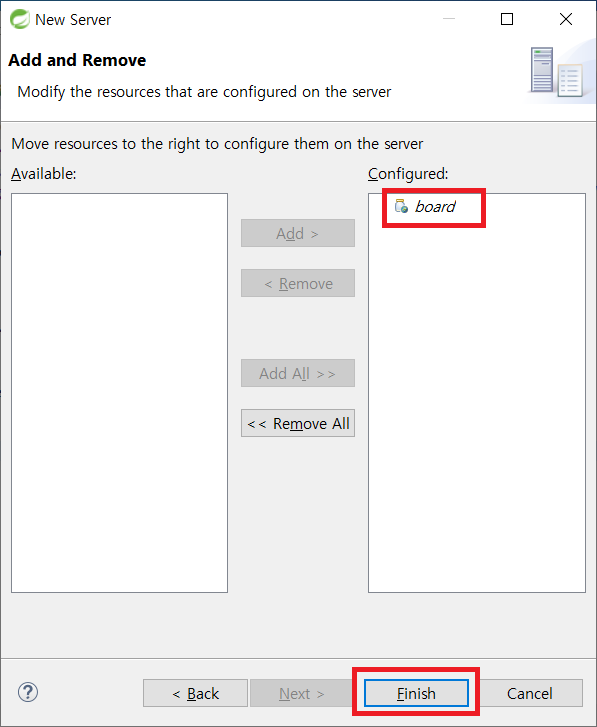 New Server
Add and Remove
Modify the resources that are configured on the server
Move resources to the right to configure them on the server
Available:
Configured:
board
Add >
< Remove
Add All >>
<< Remove All
?
< Back
Next >
Finish
Cancel